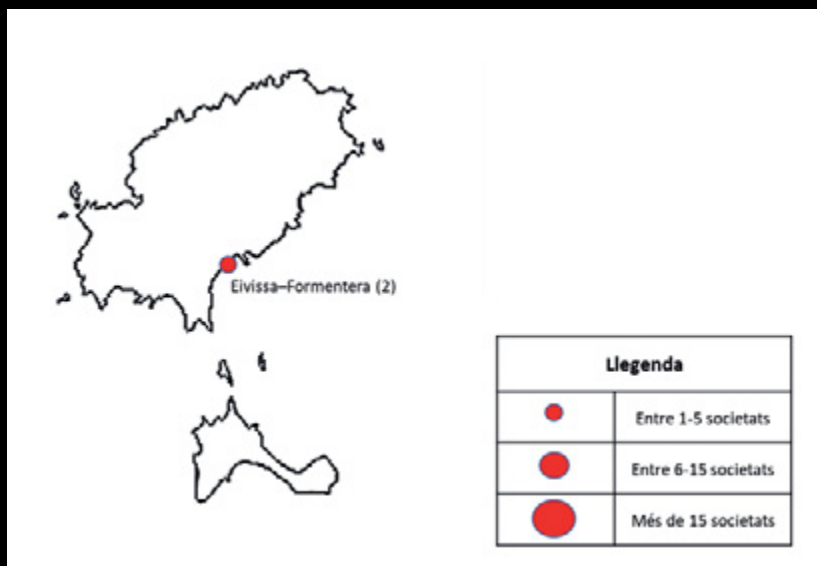 Eivissa–Formentera (2)
Llegenda
Entre 1-5 societats
Entre 6-15 societats
Més de 15 societats